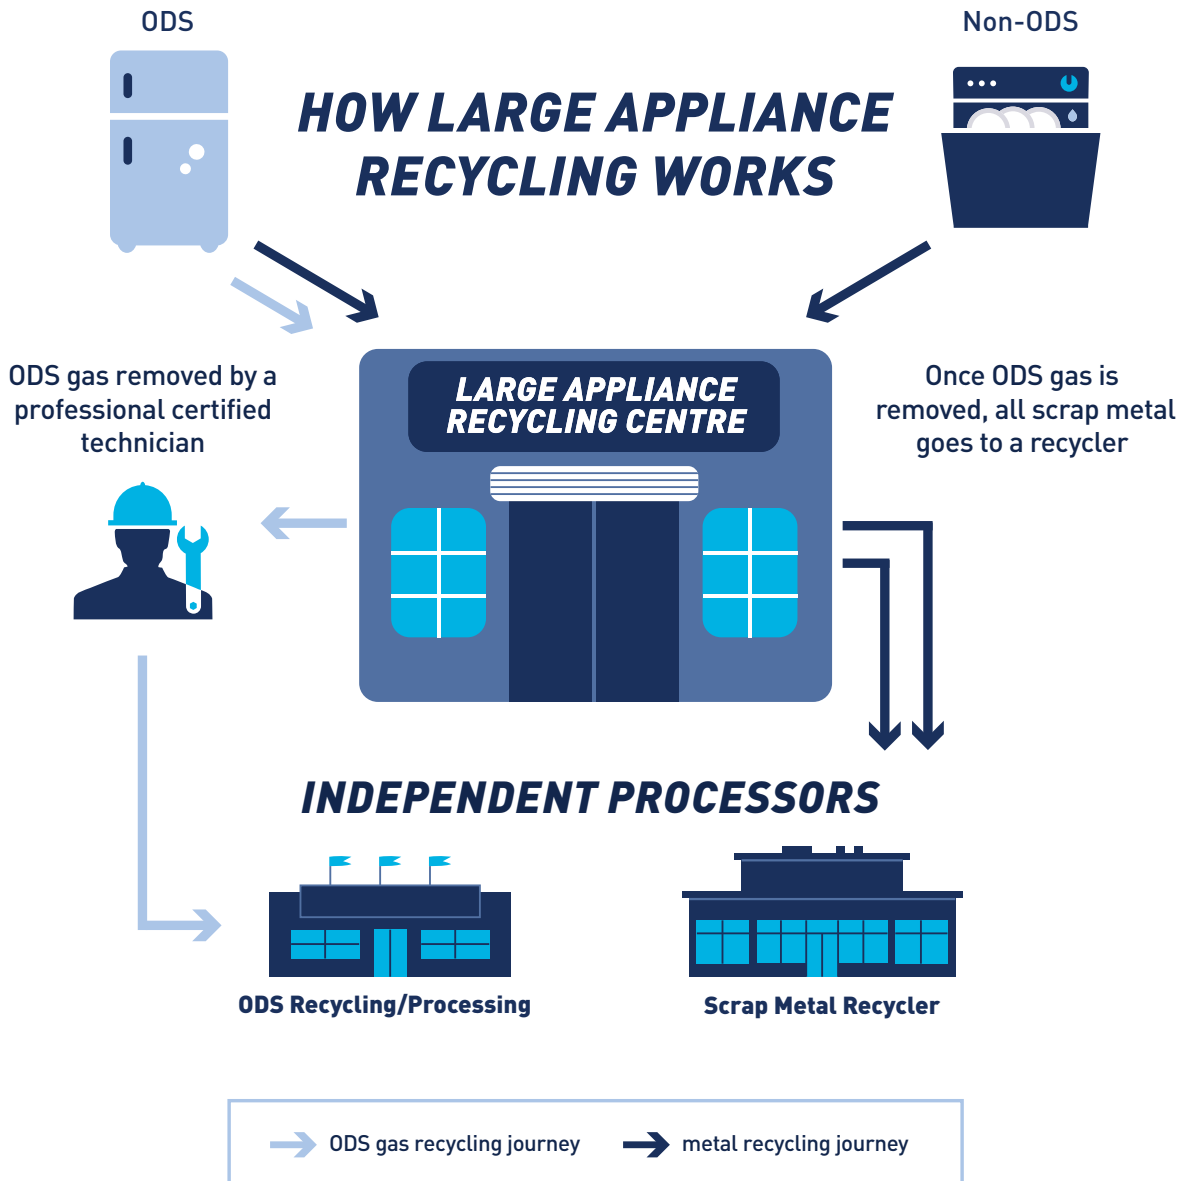 ODS
Non-ODS
HOW LARGE APPLIANCE
RECYCLING WORKS
ODS gas removed by a
professional certified
technician
LARGE APPLIANCE
RECYCLING CENTRE
Once ODS gas is
removed, all scrap metal
goes to a recycler
INDEPENDENT PROCESSORS
ODS Recycling/Processing
Scrap Metal Recycler
ODS gas recycling journey
metal recycling journey